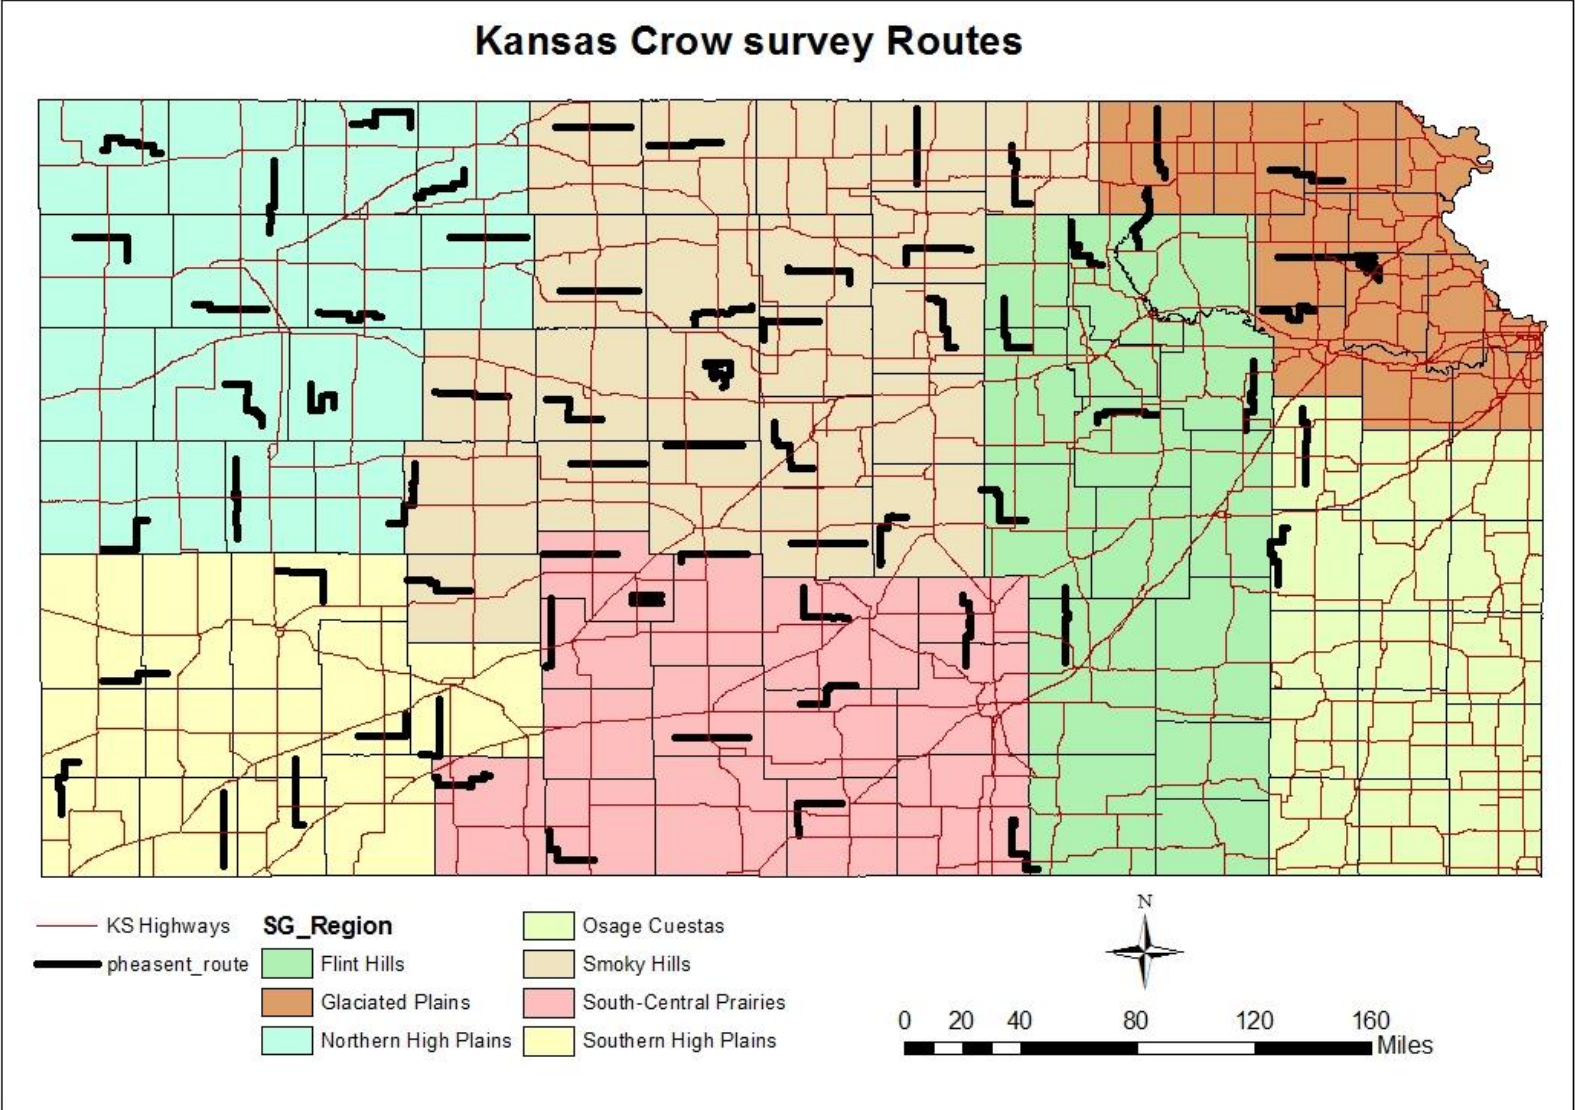 Kansas Crow survey Routes
KS Highways
pheasent_route
SG_Region
Flint Hills
Glaciated Plains
Northern High Plains
Osage Cuestas
Smoky Hills
South-Central Prairies
Southern High Plains
N
0 20 40 80 120 160
Miles